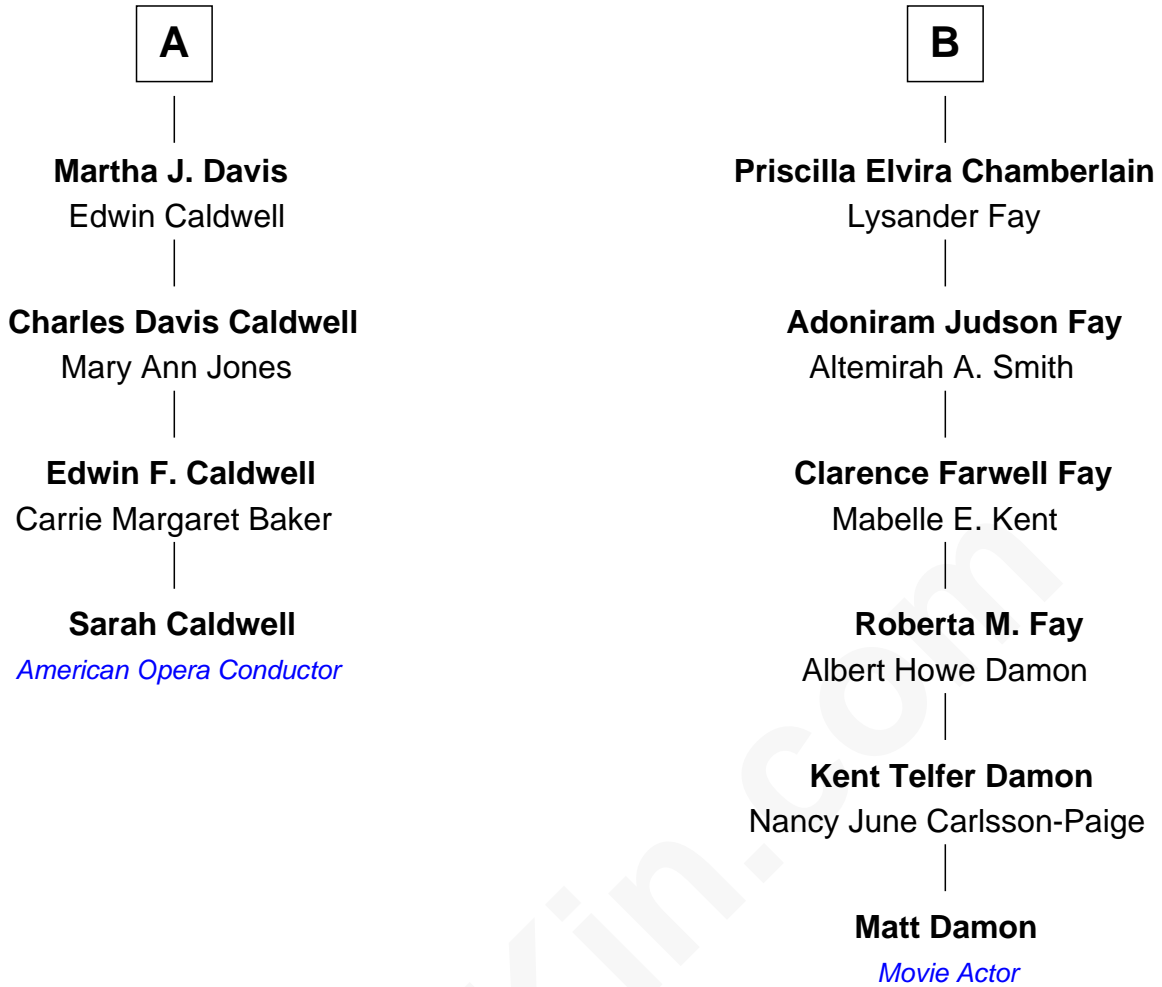 A
Martha J. Davis
Edwin Caldwell
Charles Davis Caldwell
Mary Ann Jones
Edwin F. Caldwell
Carrie Margaret Baker
Sarah Caldwell
American Opera Conductor
B
Priscilla Elvira Chamberlain
Lysander Fay
Adoniram Judson Fay
Altemirah A. Smith
Clarence Farwell Fay
Mabelle E. Kent
Roberta M. Fay
Albert Howe Damon
Kent Telfer Damon
Nancy June Carlsson-Paige
Matt Damon
Movie Actor
Kin.com